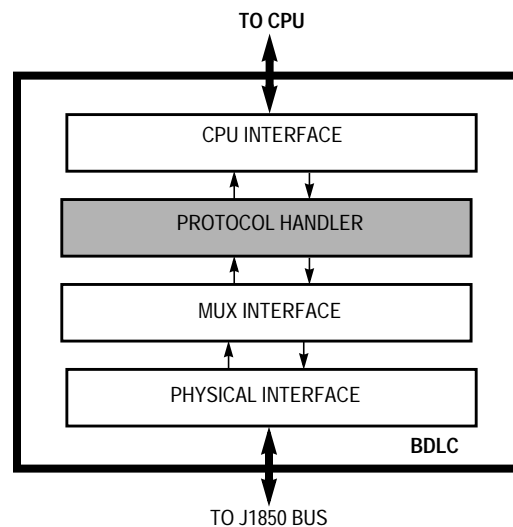 TO CPU
CPU INTERFACE
PROTOCOL HANDLER
MUX INTERFACE
PHYSICAL INTERFACE
BDLC
TO J1850 BUS